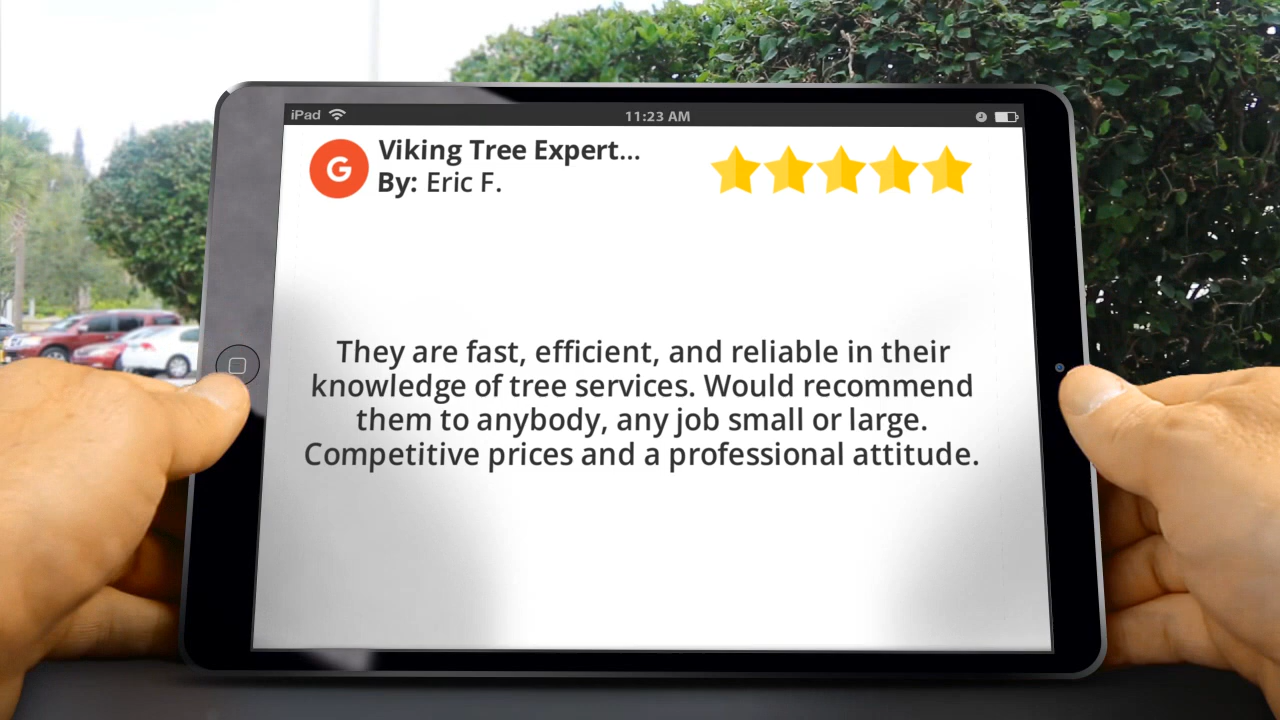 iPad 11:23 AM
G
Viking Tree Expert...
By: Eric F.
They are fast, efficient, and reliable in their
knowledge of tree services. Would recommend
them to anybody, any job small or large.
Competitive prices and a professional attitude.